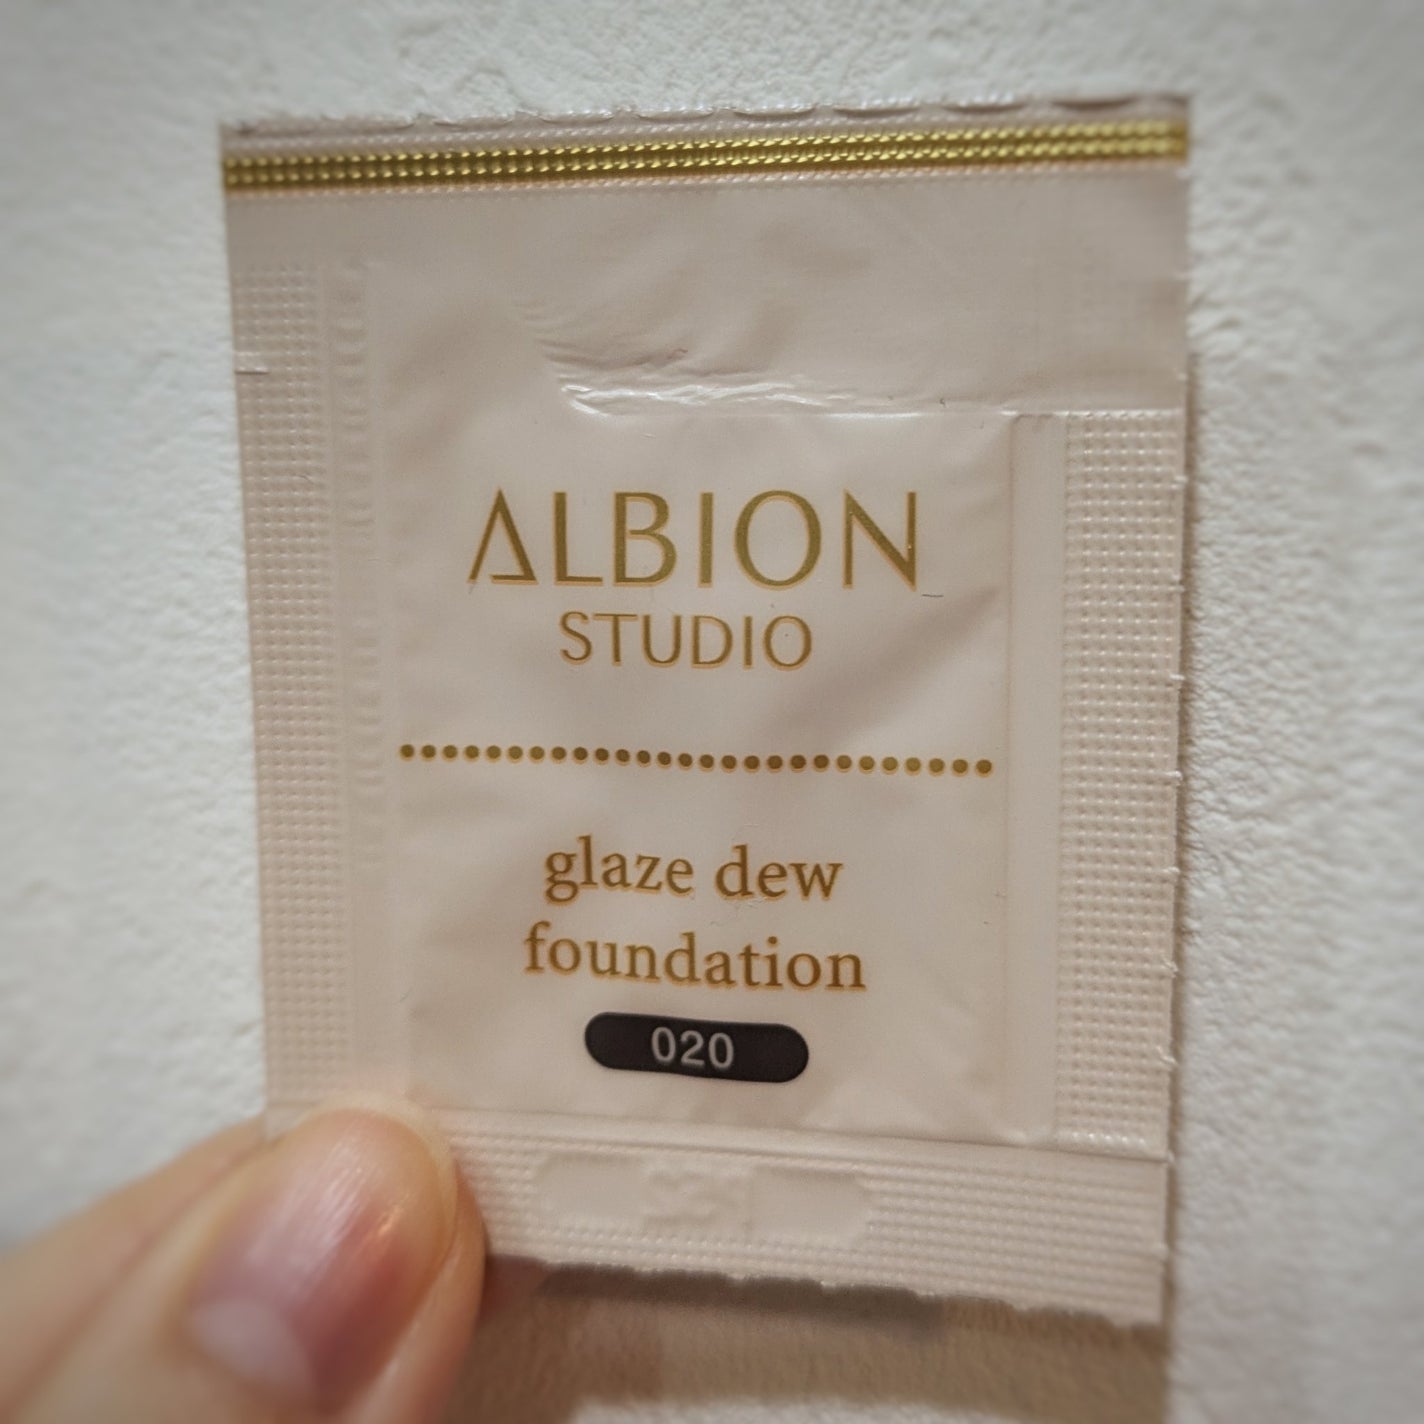 ALBION
STUDIO
glaze dew
foundation
020